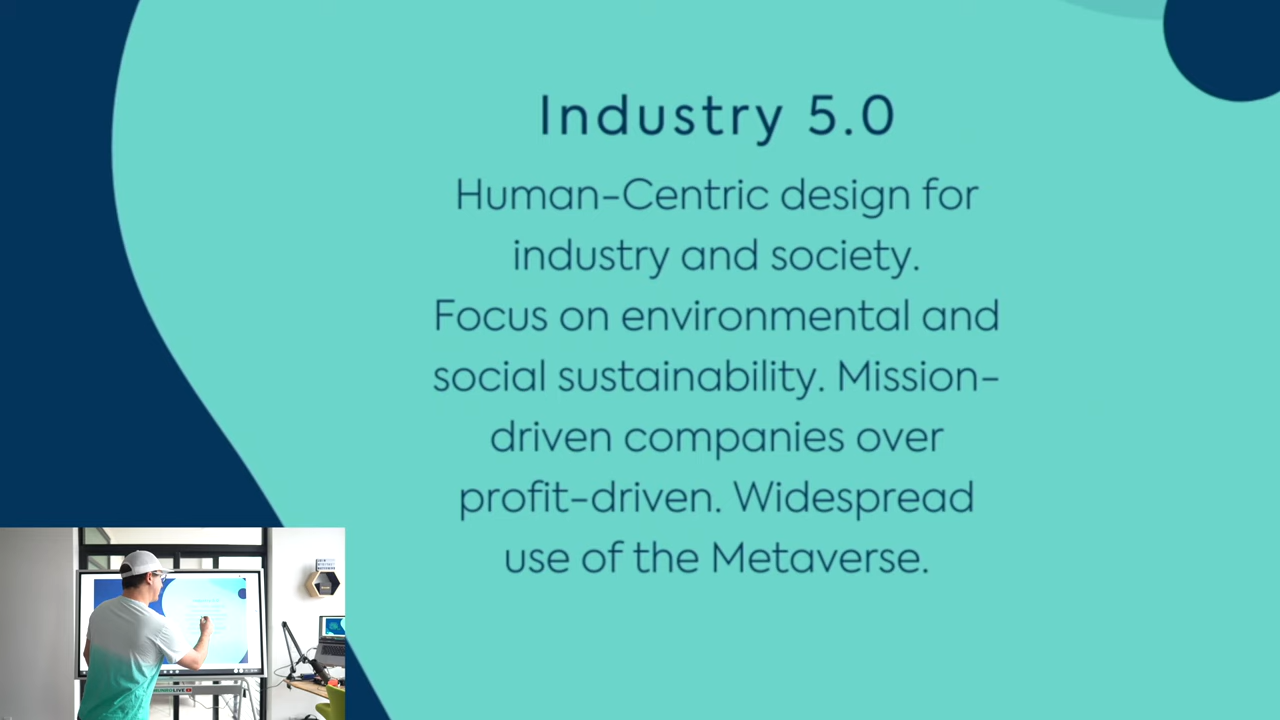 Industry 5.0
Human-Centric design for
industry and society.
Focus on environmental and
social sustainability. Mission-
driven companies over
profit-driven. Widespread
use of the Metaverse.